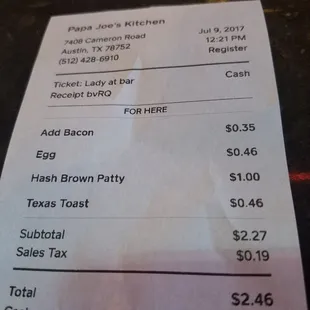 Papa Joe's Kitchen
7408 Cameron Road
Austin, TX 78752
(512) 428-6910
Jul 9, 2017
12:21 PM
Register
Ticket: Lady at bar
Receipt bvRQ
Cash
FOR HERE
Add Bacon $0.35
Egg $0.46
Hash Brown Patty $1.00
Texas Toast $0.46
Subtotal $2.27
Sales Tax $0.19
Total $2.46